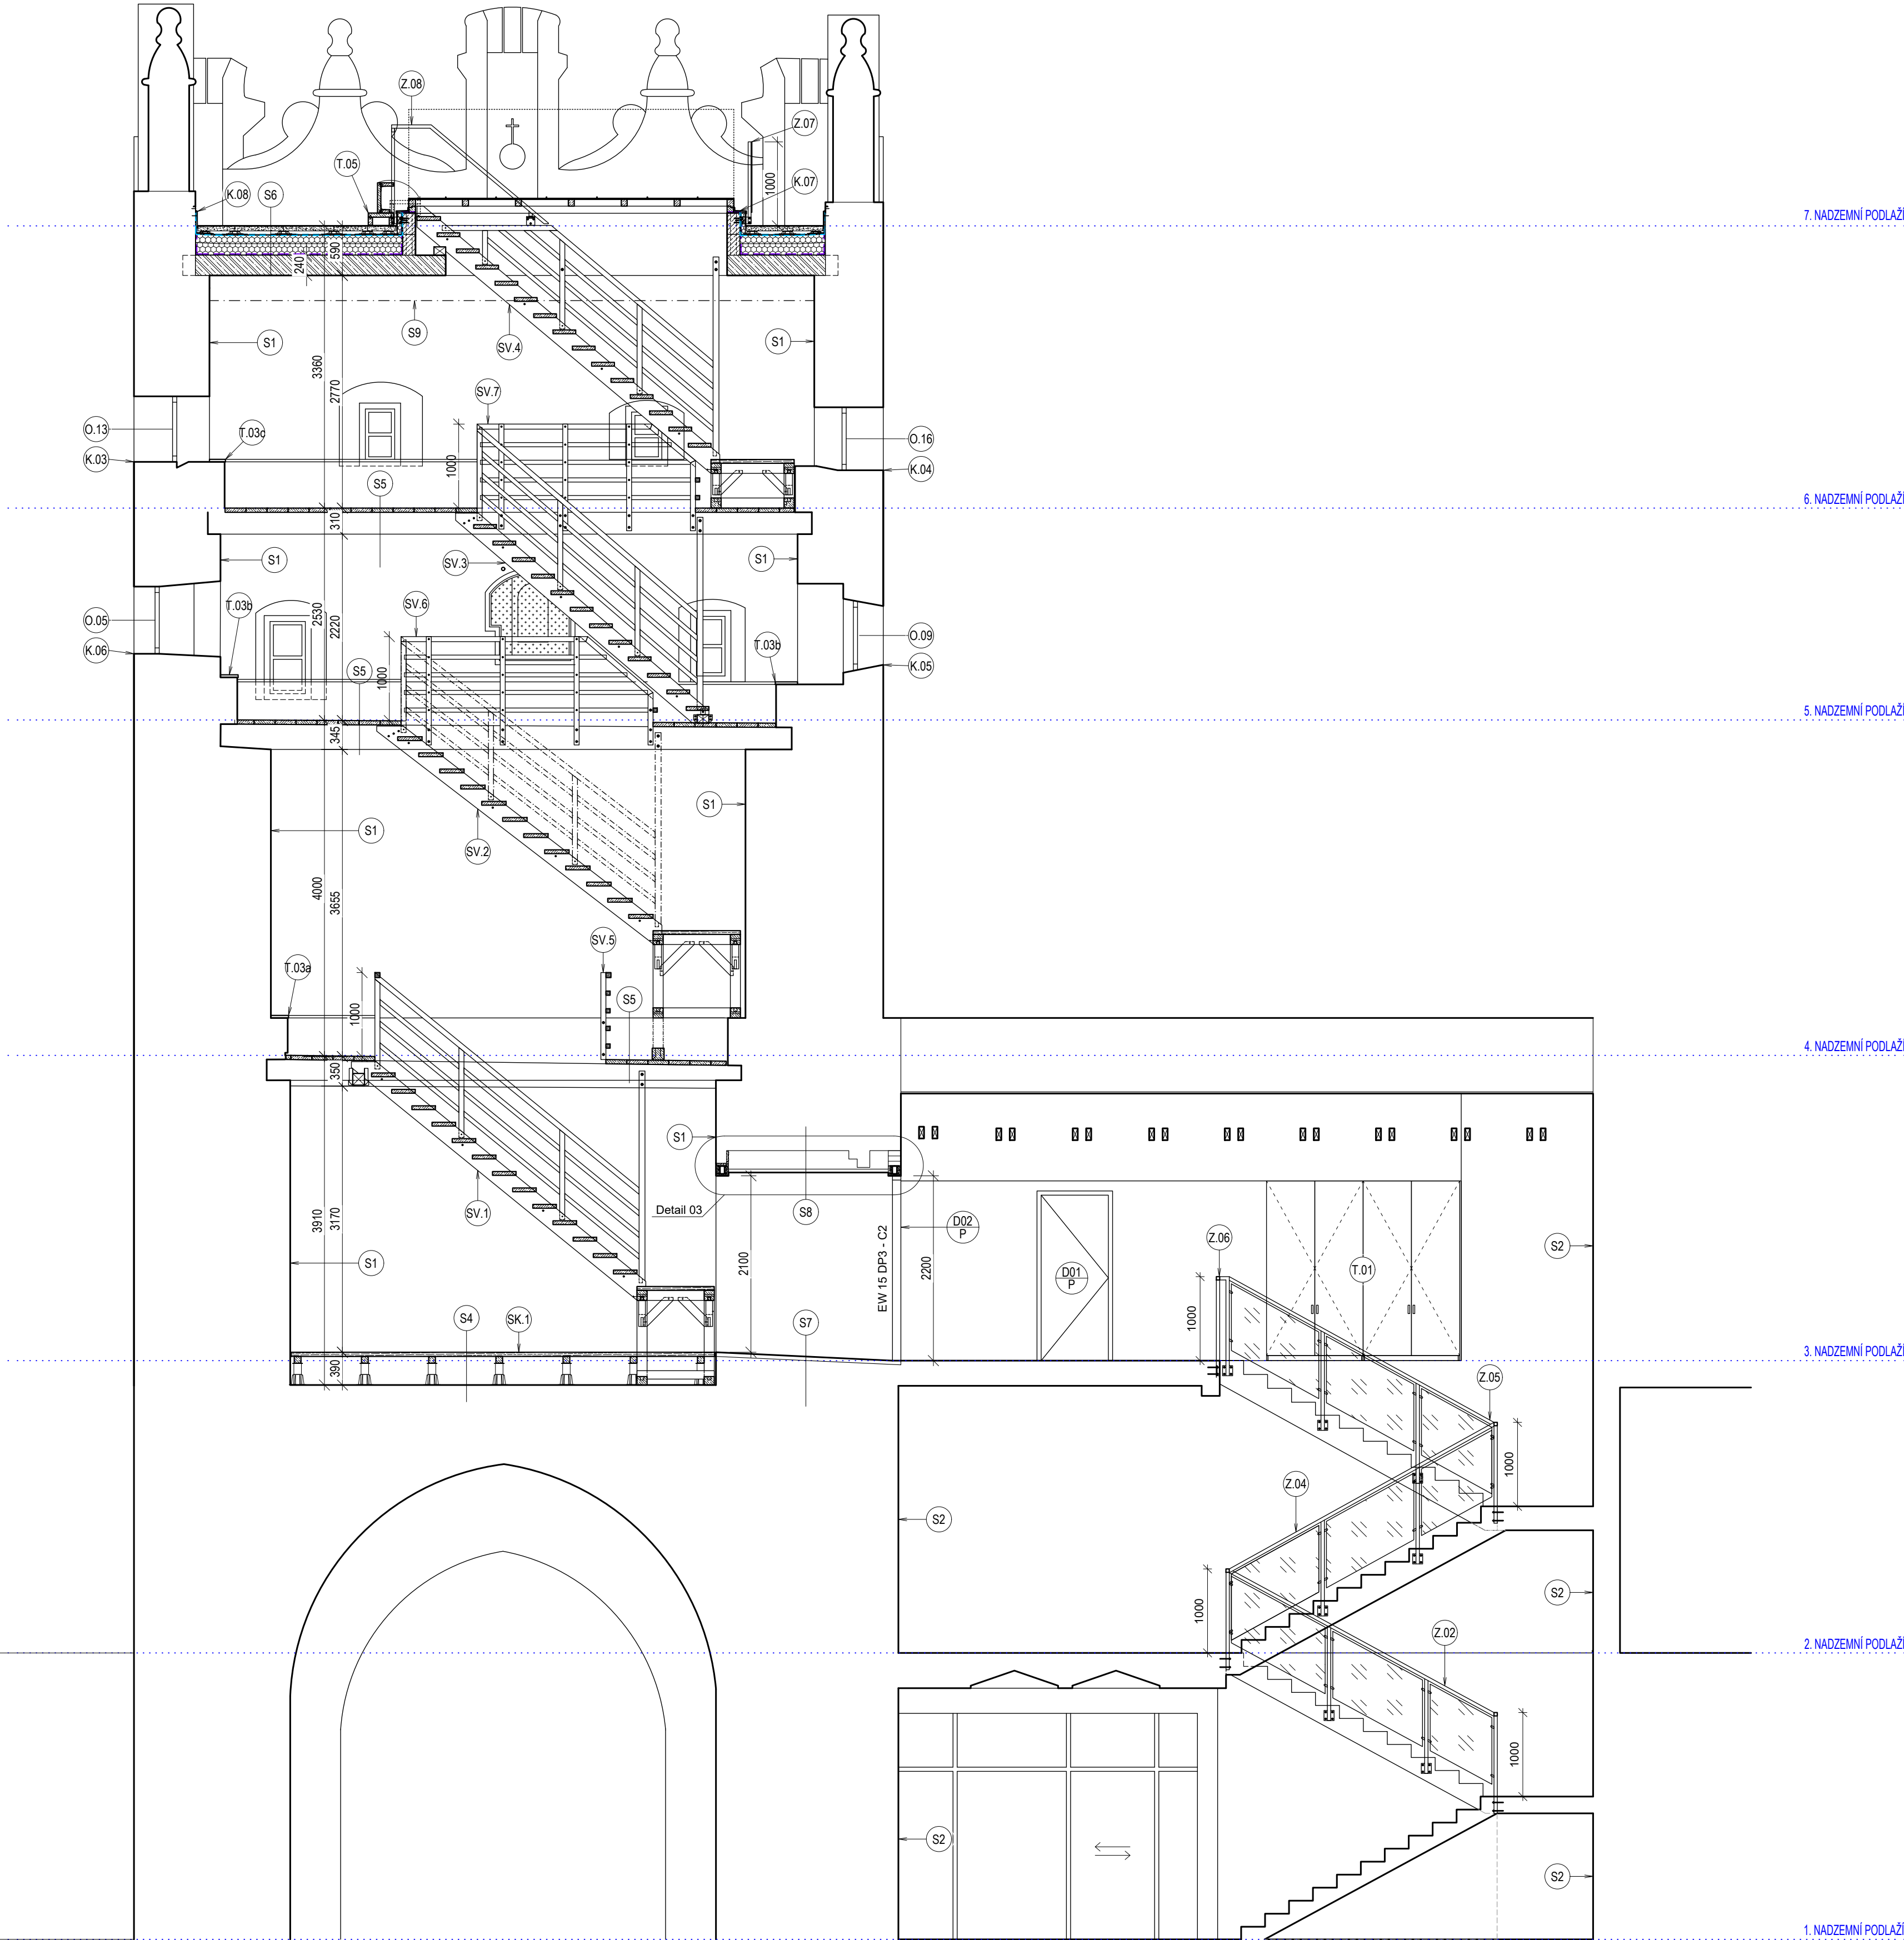 Z.08
Z.07
T.05
1000
K.08
S6
K.07
7. NADZEMNÍ PODLAŽÍ
590
240
S9
S1
SV.4
S1
3360
2770
SV.7
O.13
T.03c
O.16
K.03
1000
K.04
S5
6. NADZEMNÍ PODLAŽÍ
310
S1
SV.3
S1
O.05
T.03b
2530
2220
SV.6
O.09
K.06
S5
1000
T.03b
K.05
5. NADZEMNÍ PODLAŽÍ
345
S1
S1
SV.2
4000
3655
SV.5
T.03a
S5
1000
4. NADZEMNÍ PODLAŽÍ
350
S1
SV.1
Detail 03
S8
D02
P
3910
3170
S1
2100
EW 15 DP3 - C2
2200
D01
P
Z.06
T.01
S2
S4
SK.1
S7
1000
3. NADZEMNÍ PODLAŽÍ
390
Z.05
1000
Z.04
S2
S2
1000
Z.02
2. NADZEMNÍ PODLAŽÍ
1000
S2
S2
1. NADZEMNÍ PODLAŽÍ